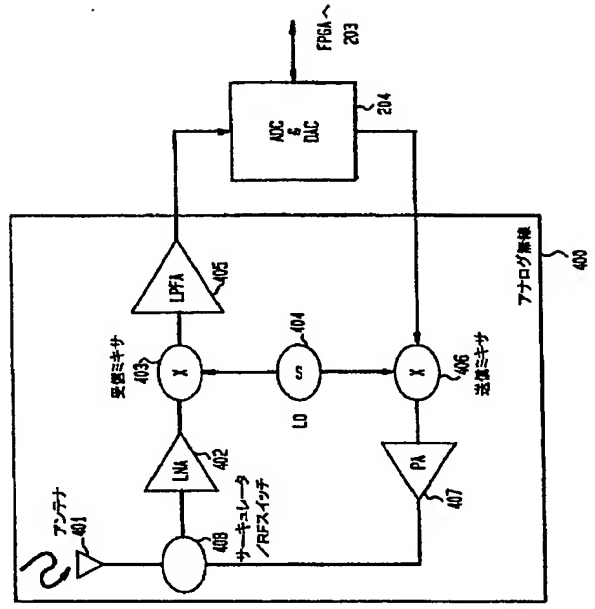 アンテナ
401
LNA
402
受信ミキサ
X
403
LPFA
405
408
サーキュレータ
/RFスイッチ
S
404
LO
PA
407
X
406
送信ミキサ
アナログ無線
400
ADC
&
DAC
204
FPGAへ
203